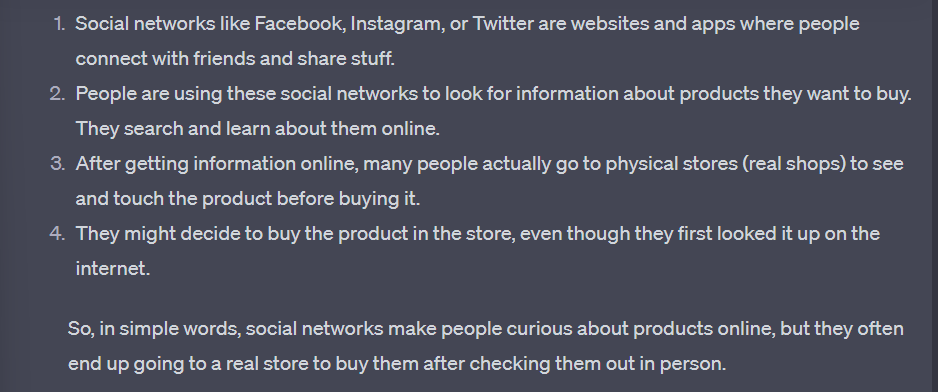 1. Social networks like Facebook, Instagram, or Twitter are websites and apps where people
connect with friends and share stuff.
2. People are using these social networks to look for information about products they want to buy.
They search and learn about them online.
3. After getting information online, many people actually go to physical stores (real shops) to see
and touch the product before buying it.
4. They might decide to buy the product in the store, even though they first looked it up on the
internet.
So, in simple words, social networks make people curious about products online, but they often
end up going to a real store to buy them after checking them out in person.